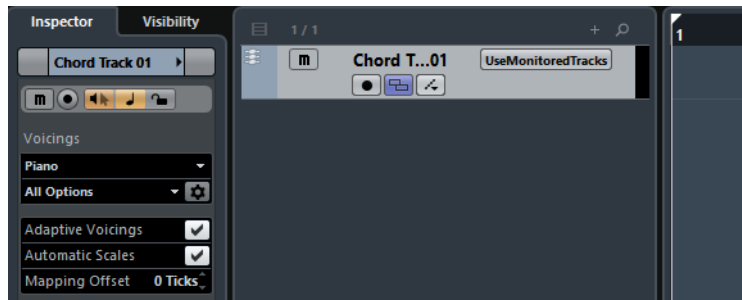 Inspector
Visibility
1 / 1
+
1
Chord Track 01
m
Chord T...01
UseMonitoredTracks
m
Voicings
Piano
All Options
Adaptive Voicings
Automatic Scales
Mapping Offset 0 Ticks